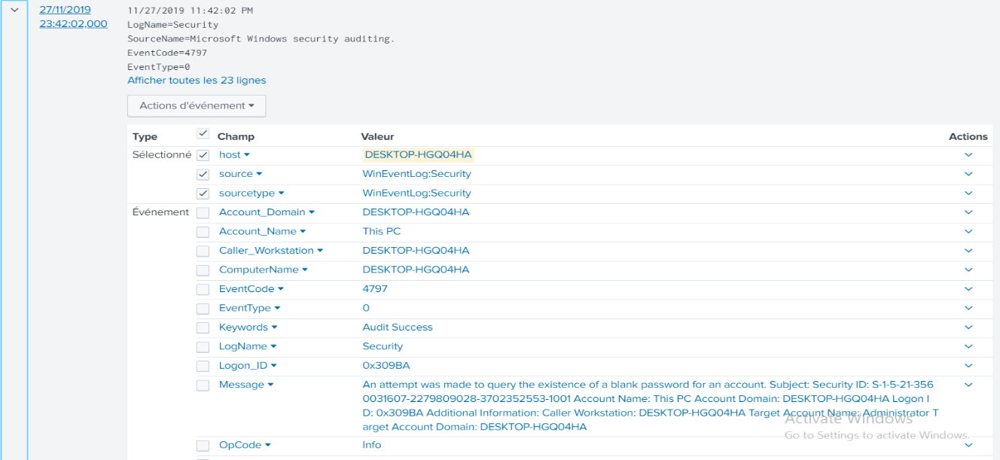 27/11/2019
23:42:02,000
11/27/2019 11:42:02 PM
LogName=Security
SourceName=Microsoft Windows security auditing.
EventCode=4797
EventType=0
Afficher toutes les 23 lignes
Actions d'événement
Type Champ Valeur Actions
Sélectionné host DESKTOP-HGQ04HA
source WinEventLog:Security
sourcetype WinEventLog:Security
Événement Account_Domain DESKTOP-HGQ04HA
Account_Name This PC
Caller_Workstation DESKTOP-HGQ04HA
ComputerName DESKTOP-HGQ04HA
EventCode 4797
EventType 0
Keywords Audit Success
LogName Security
Logon_ID 0x309BA
Message An attempt was made to query the existence of a blank password for an account. Subject: Security ID: S-1-5-21-356
0031607-2279809028-3702352553-1001 Account Name: This PC Account Domain: DESKTOP-HGQ04HA Logon I
D: 0x309BA Additional Information: Caller Workstation: DESKTOP-HGQ04HA Target Account Name: Administrator T
arget Account Domain: DESKTOP-HGQ04HA
Activate Windows
Go to Settings to activate Windows.
OpCode Info